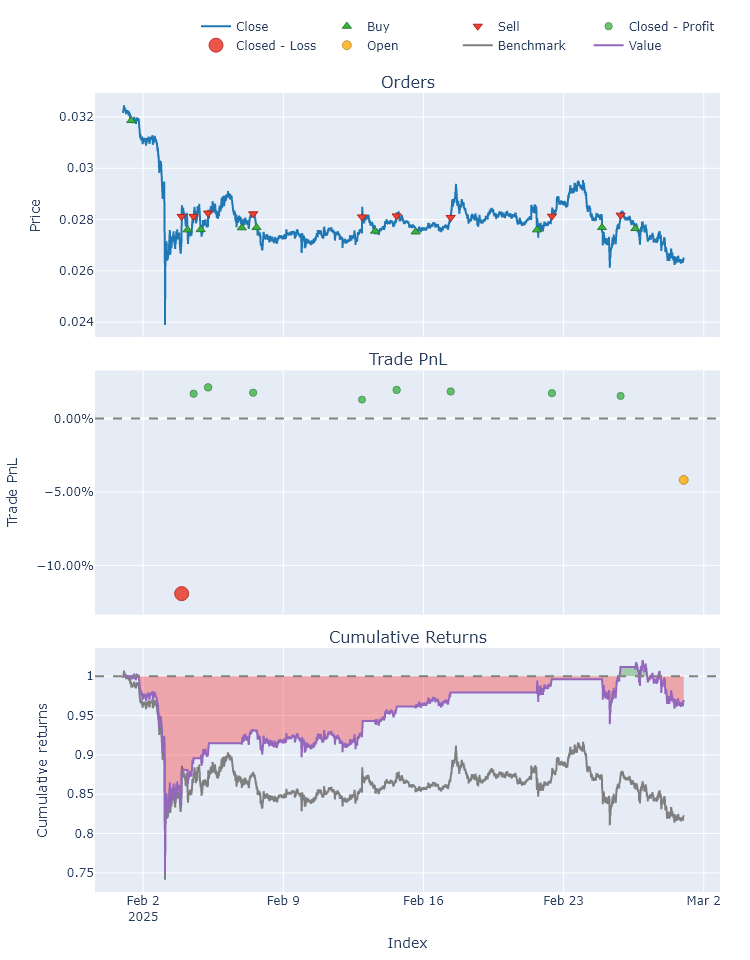 Close Buy Sell Closed - Profit
Closed - Loss Open Benchmark Value
Orders
0.032
0.03
0.028
0.026
0.024
Price
Trade PnL
0.00%
−5.00%
−10.00%
Trade PnL
Cumulative Returns
1
0.95
0.9
0.85
0.8
0.75
Cumulative returns
Feb 2 Feb 9 Feb 16 Feb 23 Mar 2
2025
Index